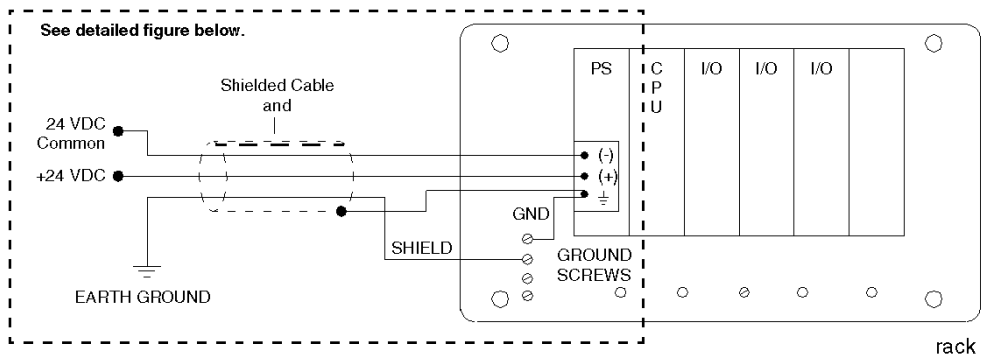 See detailed figure below.
Shielded Cable
and
24 VDC
Common
+24 VDC
EARTH GROUND
SHIELD
GND
GROUND
SCREWS
PS
C
P
U
I/O
I/O
I/O
(-)
(+)
rack